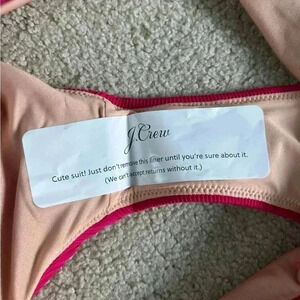 J.Crew
Cute suit! Just don't remove this liner until you're sure about it.
(We can't accept returns without it.)